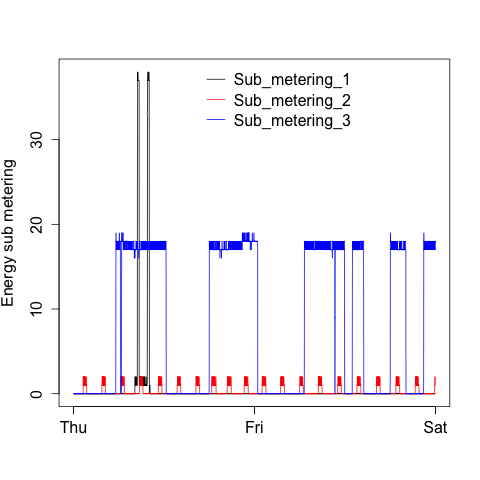 Sub_metering_1
Sub_metering_2
Sub_metering_3
Energy sub metering
30
20
10
0
Thu Fri Sat